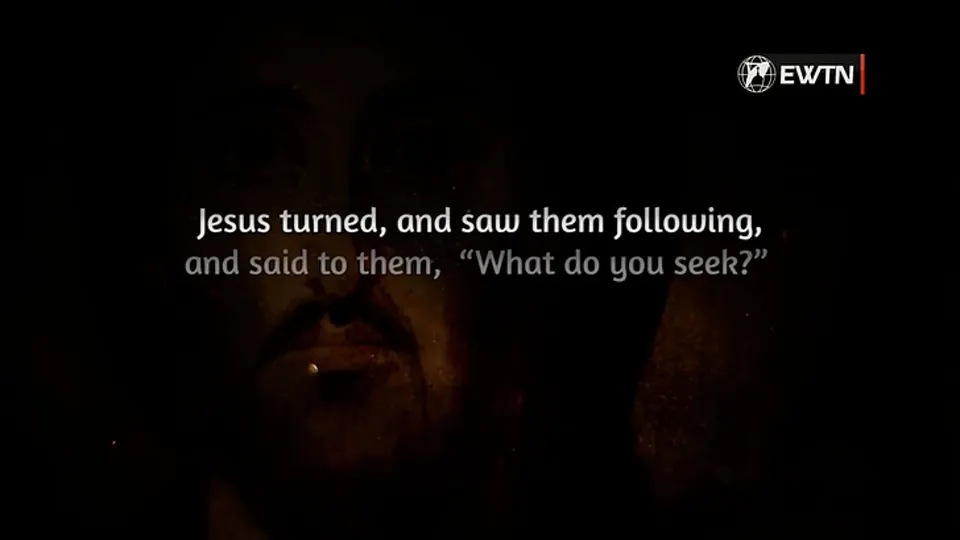 EWTN
Jesus turned, and saw them following,
and said to them, “What do you seek?”